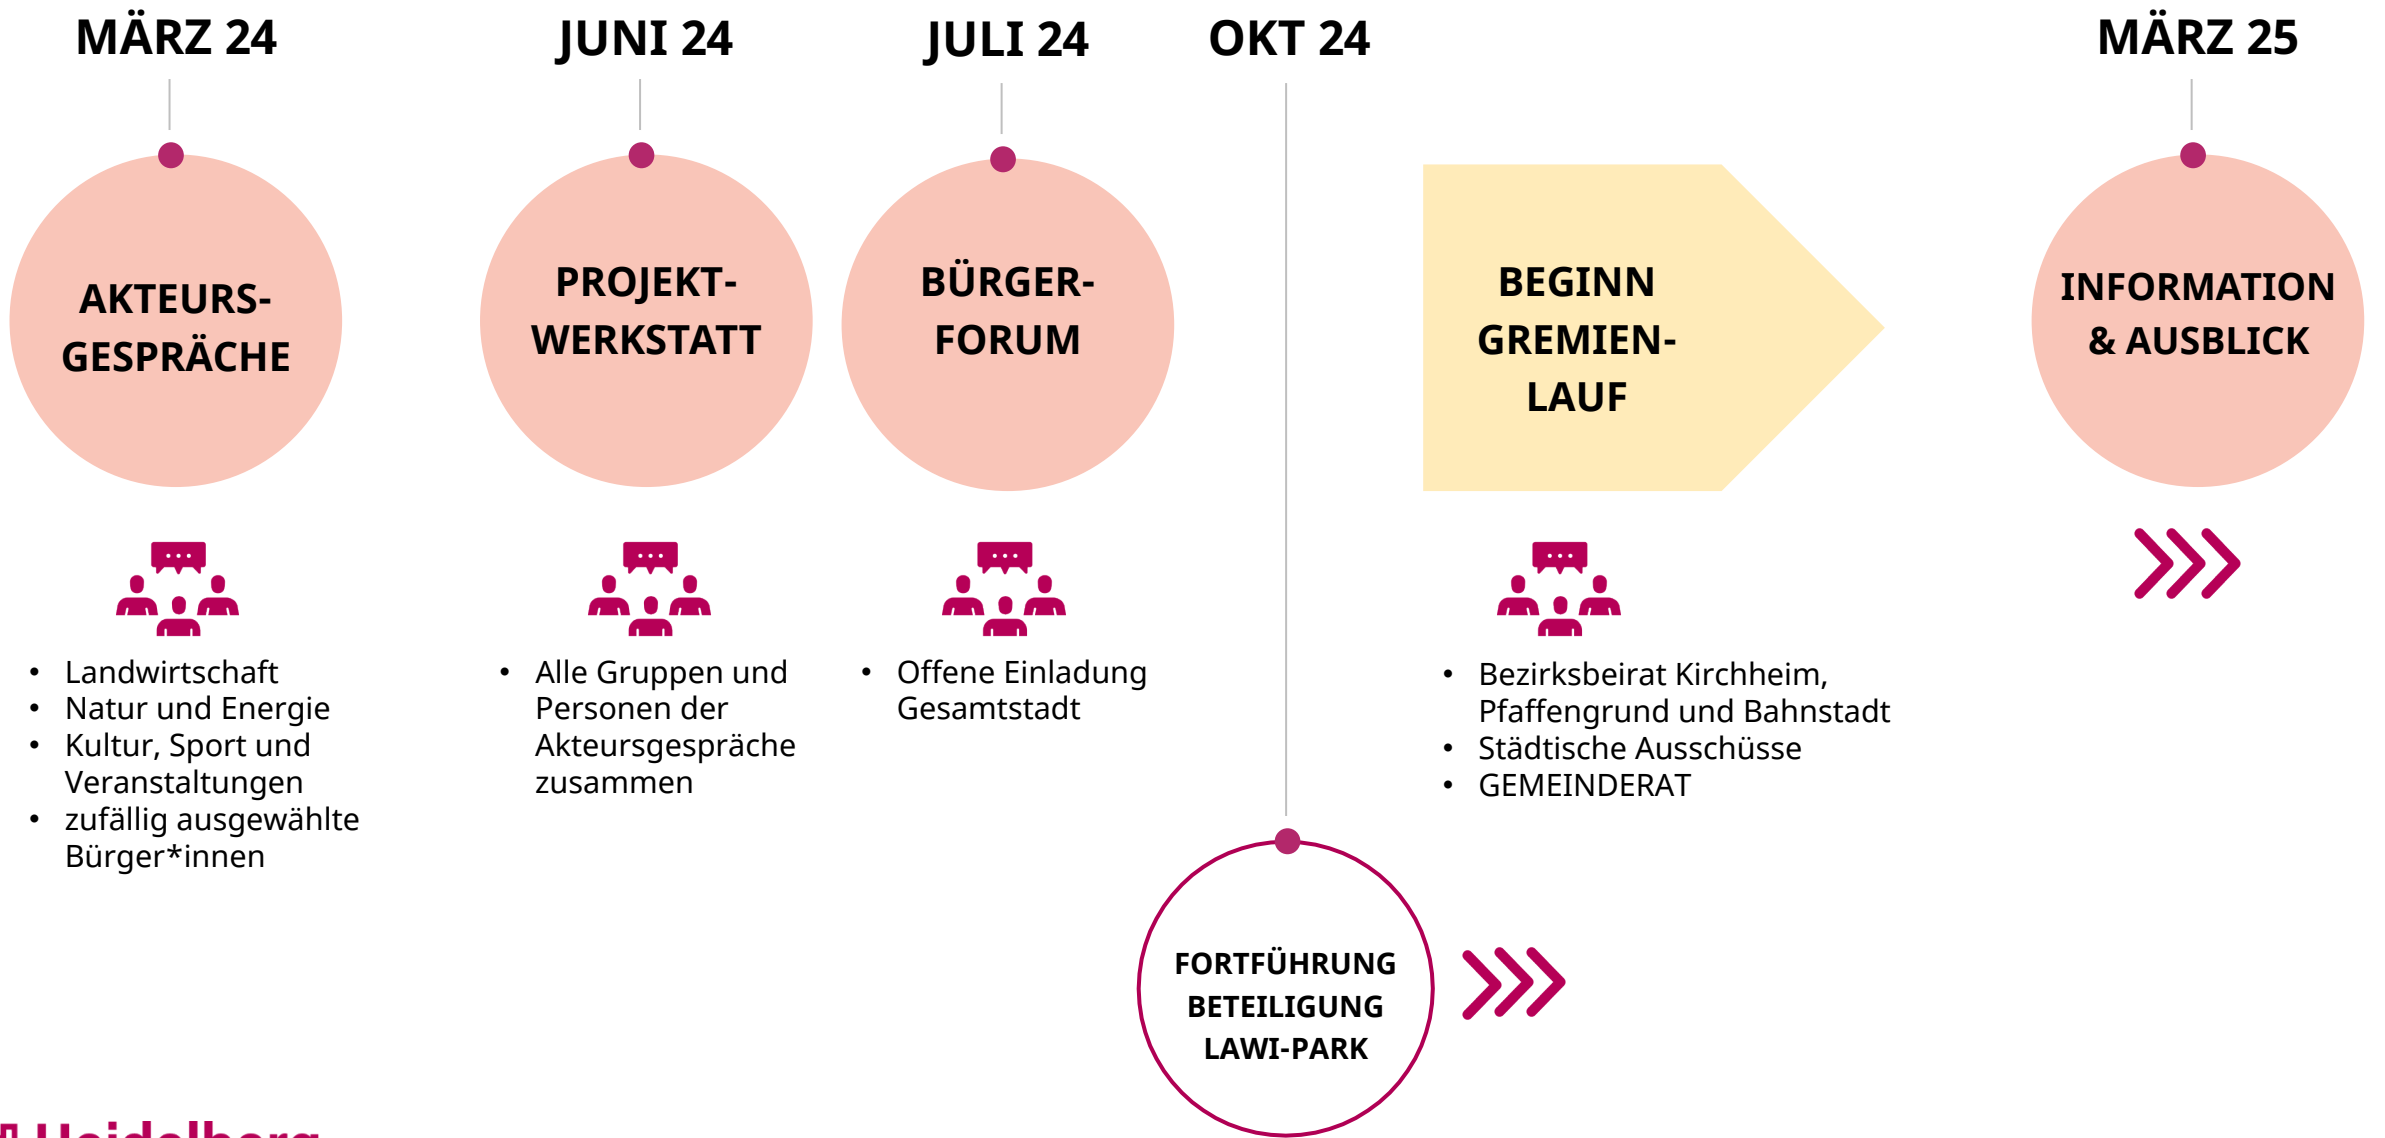 MÄRZ 24
JUNI 24
JULI 24
OKT 24
MÄRZ 25
AKTEURS-
GESPRÄCHE
PROJEKT-
WERKSTATT
BÜRGER-
FORUM
BEGINN
GREMIEN-
LAUF
INFORMATION
& AUSBLICK
• Landwirtschaft
• Natur und Energie
• Kultur, Sport und
Veranstaltungen
• zufällig ausgewählte
Bürger*innen
• Alle Gruppen und
Personen der
Akteursgespräche
zusammen
• Offene Einladung
Gesamtstadt
• Bezirksbeirat Kirchheim,
Pfaffengrund und Bahnstadt
• Städtische Ausschüsse
• GEMEINDERAT
FORTFÜHRUNG
BETEILIGUNG
LAWI-PARK
Heidelberg